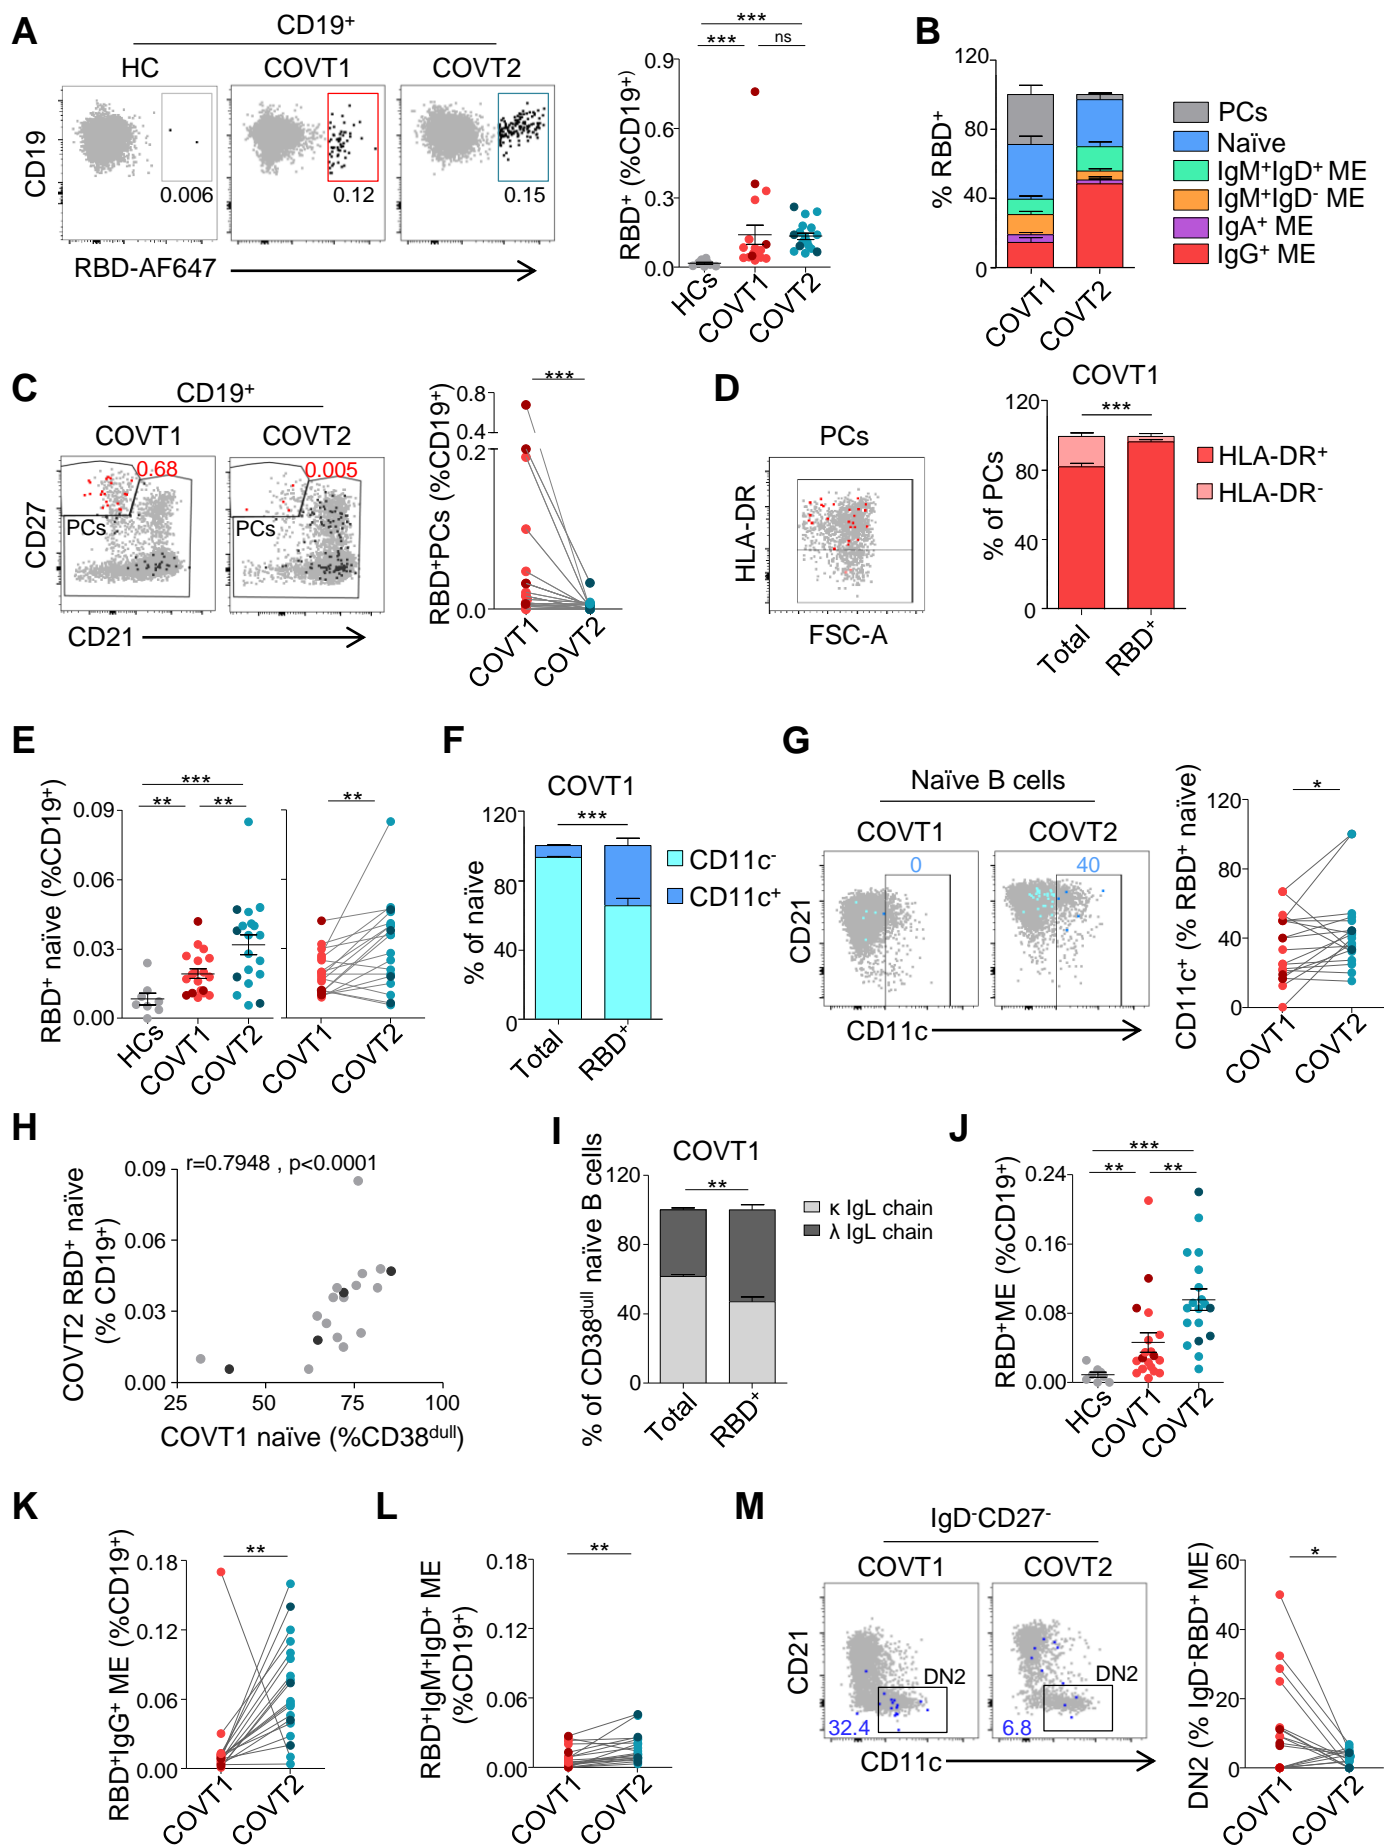 A
CD19⁺
HC COVT1 COVT2
CD19
0.006 0.12 0.15
RBD-AF647
RBD⁺ (%CD19⁺)
***
*** ns
0.9
0.6
0.3
0.0
HCs COVT1 COVT2
B
% RBD⁺
120
80
40
0
COVT1 COVT2
PCs
Naïve
IgM⁺IgD⁺ ME
IgM⁺IgD⁻ ME
IgA⁺ ME
IgG⁺ ME
C
CD19⁺
COVT1 COVT2
0.68 0.005
PCs PCs
CD27
CD21
RBD⁺PCs (%CD19⁺)
***
0.8
0.4
0.2
0.0
COVT1 COVT2
D
PCs
HLA-DR
FSC-A
COVT1
% of PCs
***
120
80
40
0
Total RBD⁺
HLA-DR⁺
HLA-DR⁻
E
RBD⁺ naïve (%CD19⁺)
***
** ** **
0.09
0.06
0.03
0.00
HCs COVT1 COVT2 COVT1 COVT2
F
COVT1
% of naïve
***
120
80
40
0
Total RBD⁺
CD11c⁻
CD11c⁺
G
Naïve B cells
COVT1 COVT2
0 40
CD21
CD11c
CD11c⁺ (% RBD⁺ naïve)
*
120
80
40
0
COVT1 COVT2
H
r=0.7948 , p<0.0001
COVT2 RBD⁺ naïve
(% CD19⁺)
0.09
0.06
0.03
0.00
25 50 75 100
COVT1 naïve (%CD38ᵈᵘˡˡ)
I
COVT1
% of CD38ᵈᵘˡˡ naïve B cells
**
120
80
40
0
Total RBD⁺
κ IgL chain
λ IgL chain
J
RBD⁺ME (%CD19⁺)
***
** **
0.24
0.16
0.08
0.00
HCs COVT1 COVT2
K
RBD⁺IgG⁺ ME (%CD19⁺)
**
0.18
0.12
0.06
0.00
COVT1 COVT2
L
RBD⁺IgM⁺IgD⁺ ME
(%CD19⁺)
**
0.18
0.12
0.06
0.00
COVT1 COVT2
M
IgD⁻CD27⁻
COVT1 COVT2
CD21
DN2 DN2
32.4 6.8
CD11c
DN2 (% IgD⁻RBD⁺ ME)
*
60
40
20
0
COVT1 COVT2